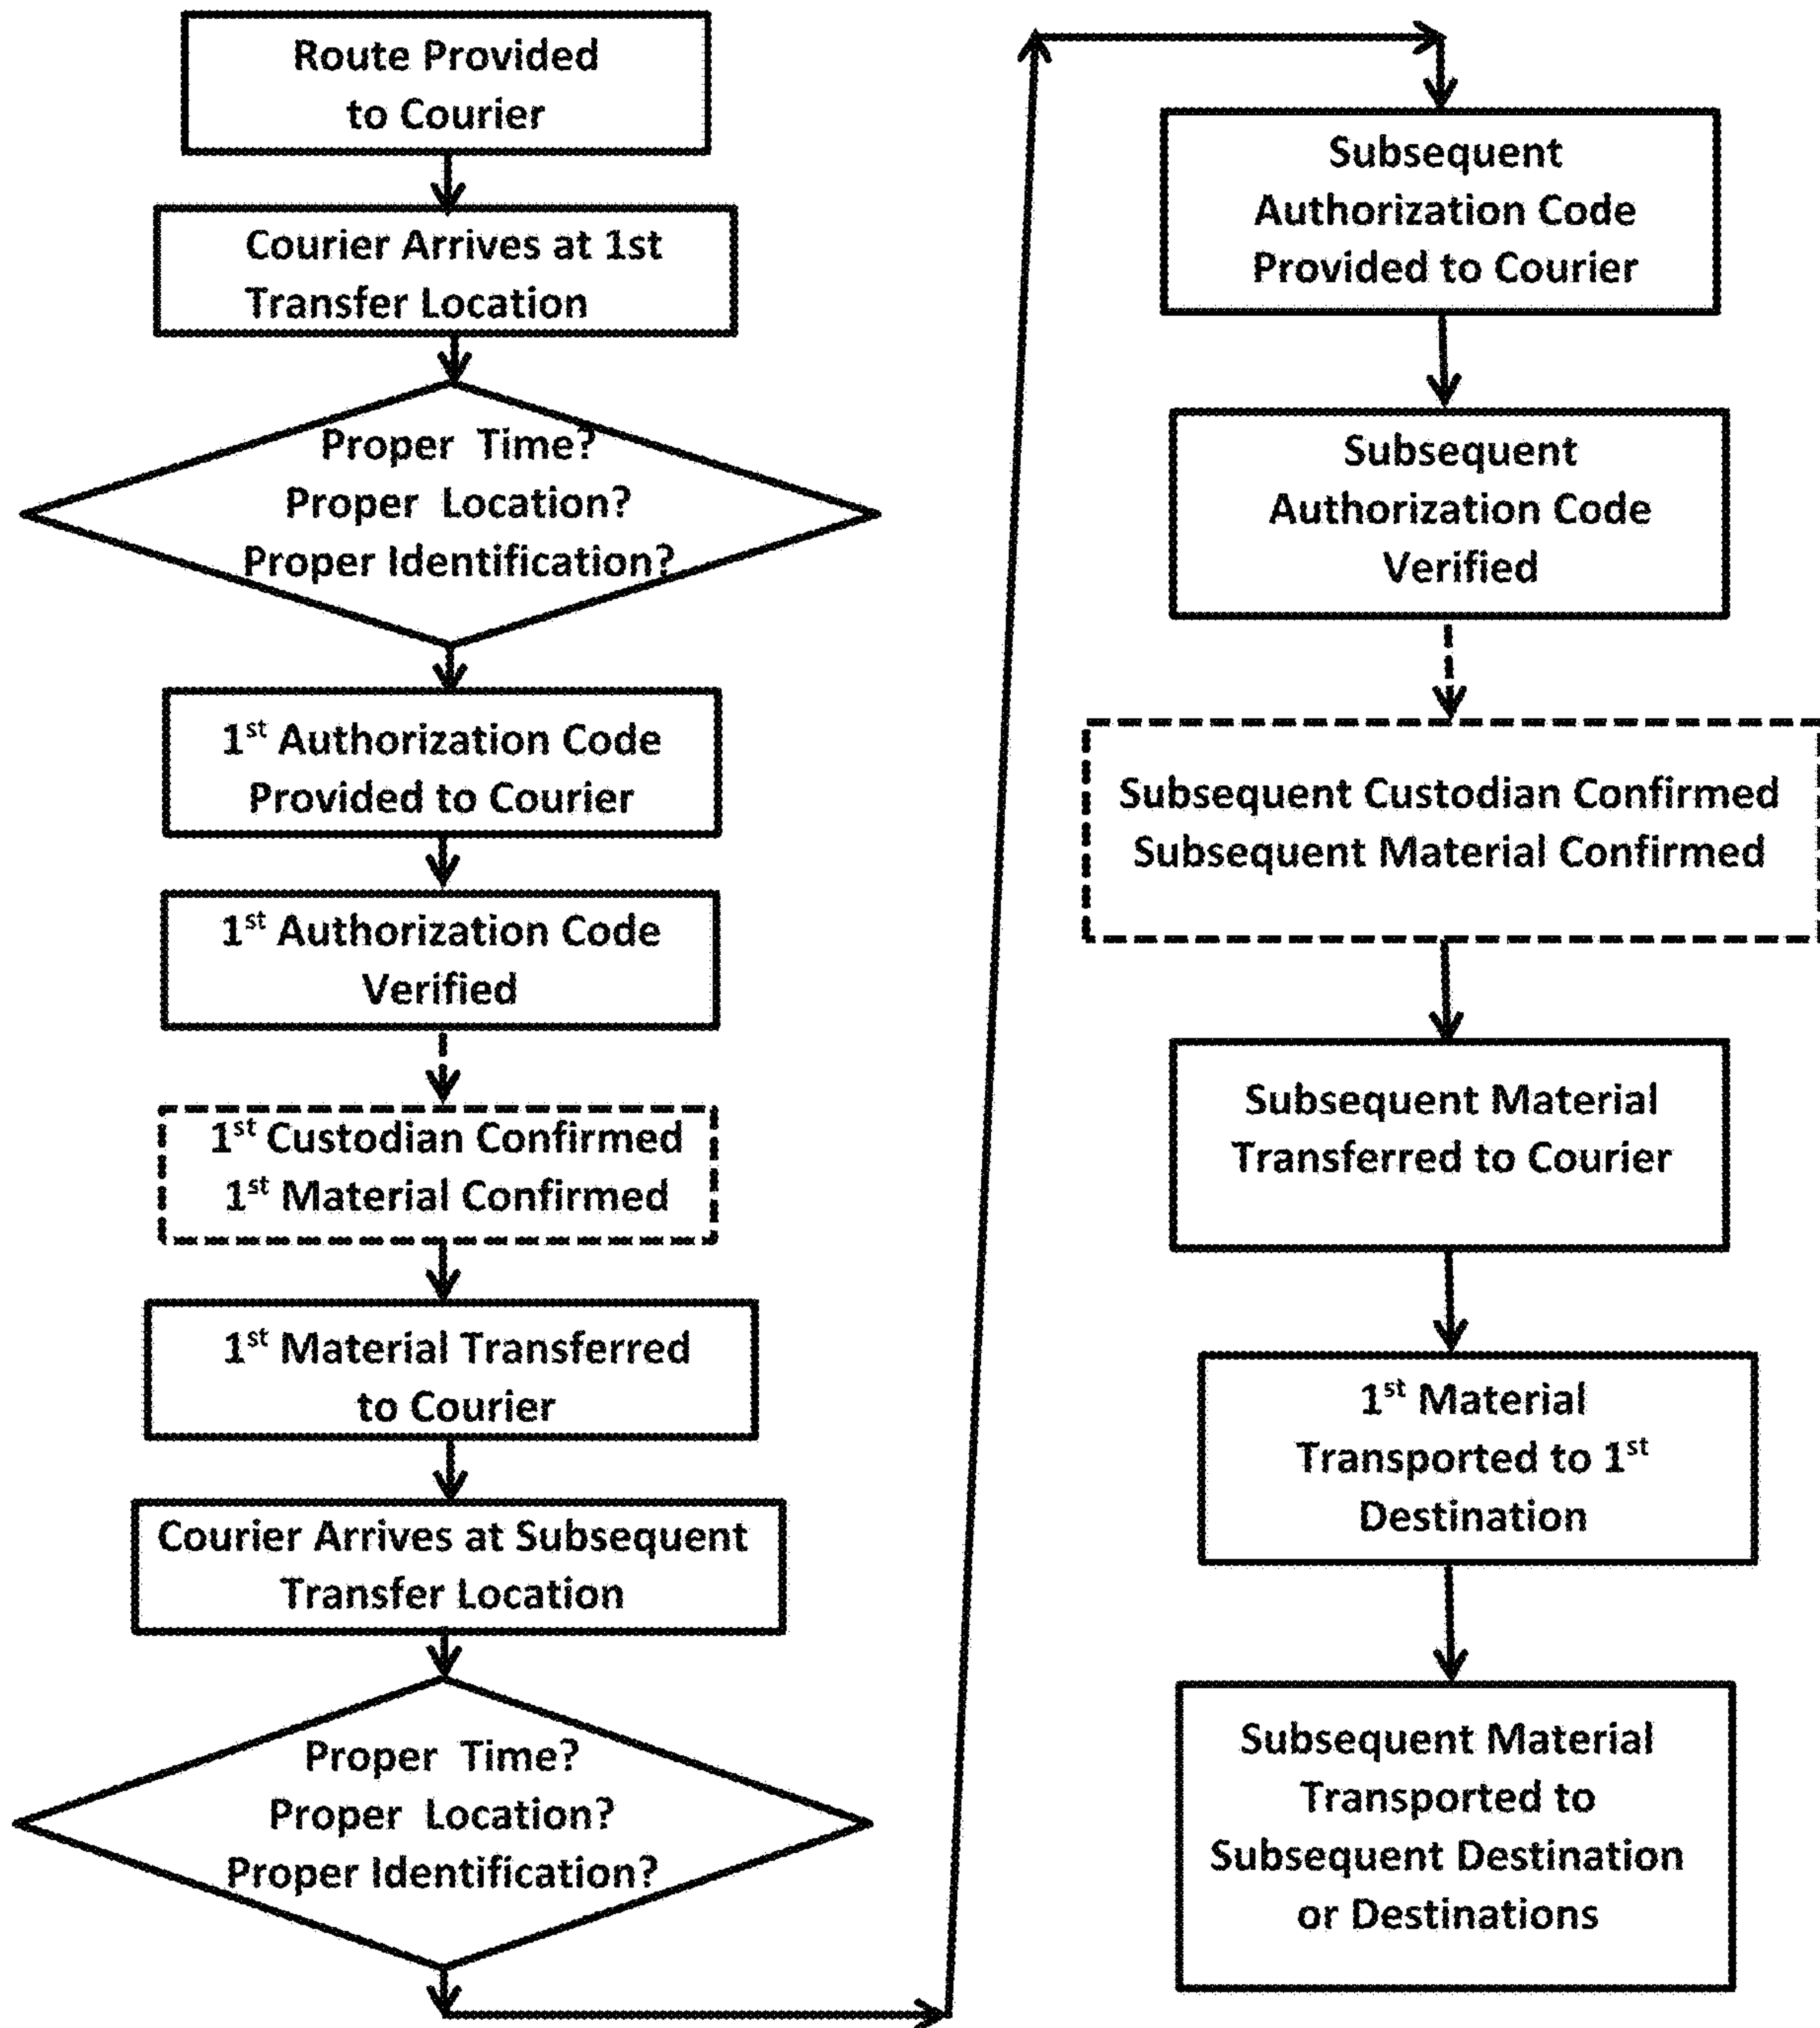 Route Provided
to Courier
Courier Arrives at 1st
Transfer Location
Proper Time?
Proper Location?
Proper Identification?
1st Authorization Code
Provided to Courier
1st Authorization Code
Verified
1st Custodian Confirmed
1st Material Confirmed
1st Material Transferred
to Courier
Courier Arrives at Subsequent
Transfer Location
Proper Time?
Proper Location?
Proper Identification?
Subsequent
Authorization Code
Provided to Courier
Subsequent
Authorization Code
Verified
Subsequent Custodian Confirmed
Subsequent Material Confirmed
Subsequent Material
Transferred to Courier
1st Material
Transported to 1st
Destination
Subsequent Material
Transported to
Subsequent Destination
or Destinations